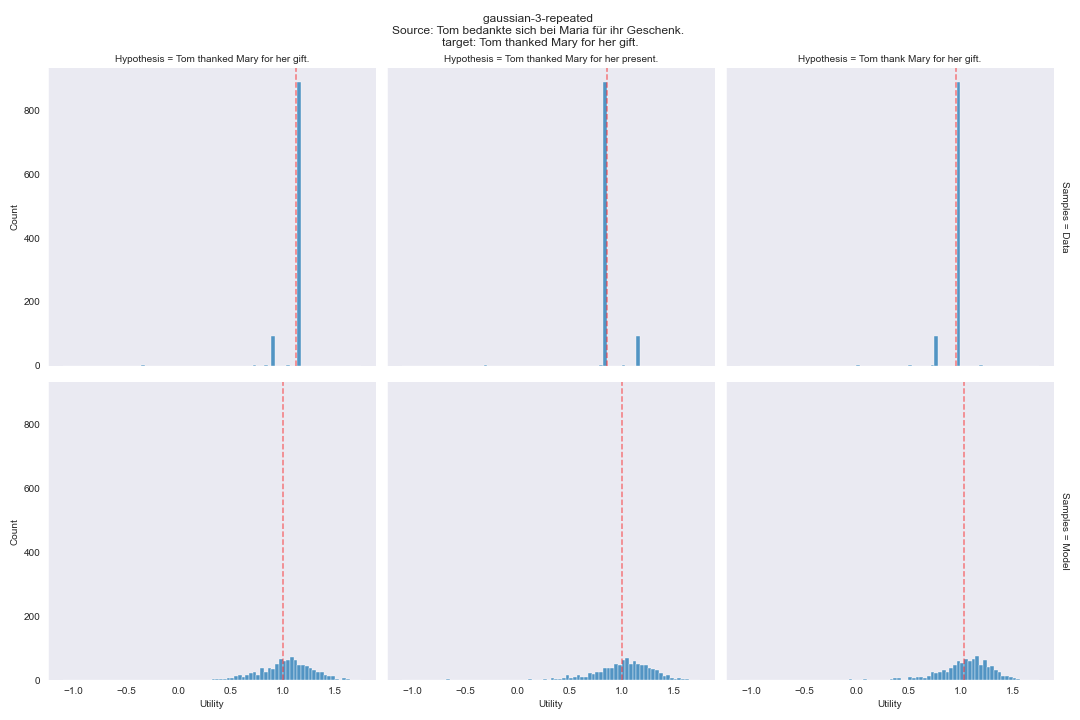 gaussian-3-repeated
Source: Tom bedankte sich bei Maria für ihr Geschenk.
target: Tom thanked Mary for her gift.
Hypothesis = Tom thanked Mary for her gift.
Hypothesis = Tom thanked Mary for her present.
Hypothesis = Tom thank Mary for her gift.
800
600
400
200
0
Count
Samples = Data
800
600
400
200
0
Count
Samples = Model
−1.0 −0.5 0.0 0.5 1.0 1.5
−1.0 −0.5 0.0 0.5 1.0 1.5
−1.0 −0.5 0.0 0.5 1.0 1.5
Utility
Utility
Utility